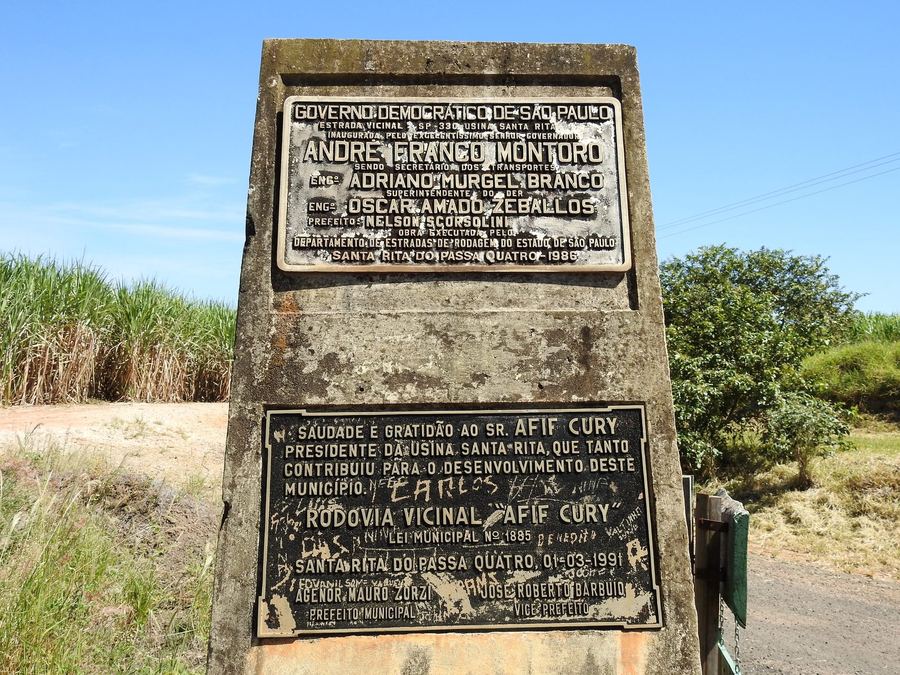 GOVERNO DEMOCRÁTICO DE SÃO PAULO
ESTRADA VICINAL: SP-330 USINA SANTA RITA
INAUGURADA PELO EXCELENTÍSSIMO SENHOR GOVERNADOR
ANDRÉ FRANCO MONTORO
SENDO SECRETÁRIO DOS TRANSPORTES
ENGº ADRIANO MURGEL BRANCO
SUPERINTENDENTE DO DER
ENGº OSCAR AMADO ZEBALLOS
PREFEITO: NELSON SCORSOLINI
OBRA EXECUTADA PELO
DEPARTAMENTO DE ESTRADAS DE RODAGEM DO ESTADO DE SÃO PAULO
SANTA RITA DO PASSA QUATRO - 1986
SAUDADE E GRATIDÃO AO SR. AFIF CURY
PRESIDENTE DA USINA SANTA RITA, QUE TANTO
CONTRIBUIU PARA O DESENVOLVIMENTO DESTE
MUNICÍPIO.
CARLOS
RODOVIA VICINAL "AFIF CURY"
LEI MUNICIPAL Nº 1885
BENEDITO
SANTA RITA DO PASSA QUATRO, 01-03-1991
AGENOR MAURO ZORZI JOSÉ ROBERTO BARBUIO
PREFEITO MUNICIPAL VICE PREFEITO